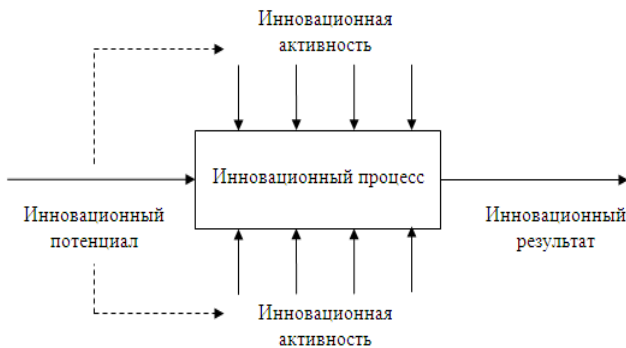 Инновационная
активность
Инновационный процесс
Инновационный
потенциал
Инновационный
результат
Инновационная
активность